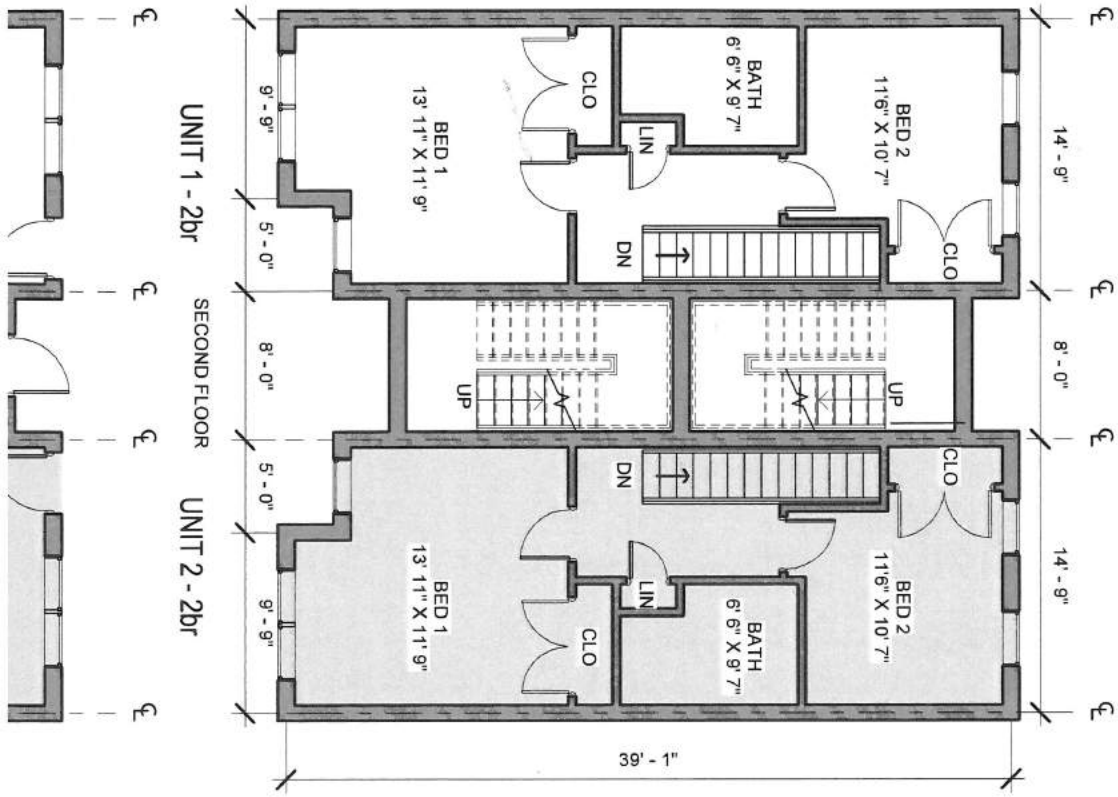 ℄
℄
℄
℄
14' - 9"
8' - 0"
14' - 9"
BED 2
11'6" X 10' 7"
CLO
BATH
6' 6" X 9' 7"
LIN
CLO
BED 1
13' 11" X 11' 9"
DN
UP
UP
CLO
BED 2
11'6" X 10' 7"
DN
LIN
BATH
6' 6" X 9' 7"
CLO
BED 1
13' 11" X 11' 9"
9' - 9"
5' - 0"
8' - 0"
5' - 0"
9' - 9"
UNIT 1 - 2br
SECOND FLOOR
UNIT 2 - 2br
℄
℄
℄
℄
39' - 1"